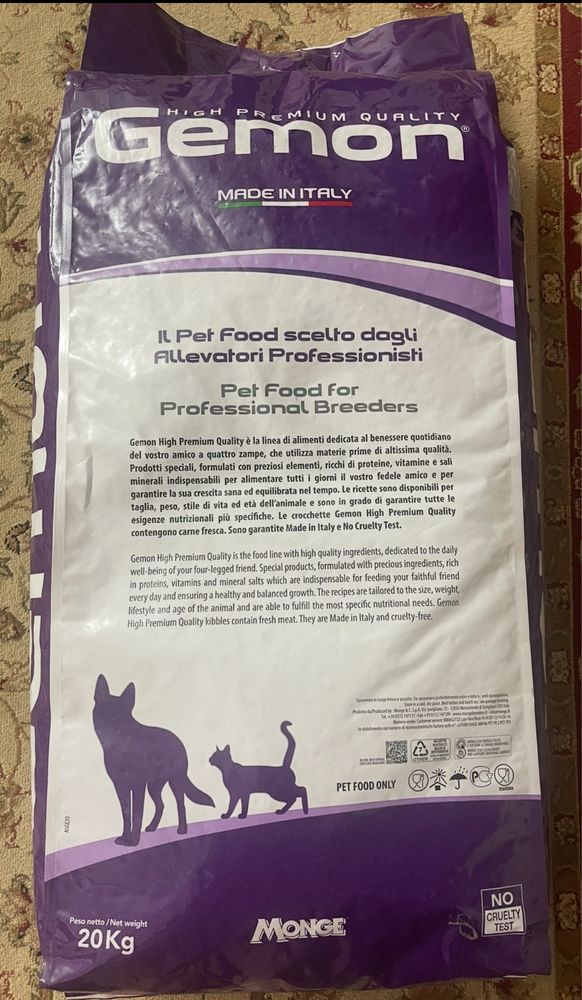 HIGH PREMIUM QUALITY
Gemon®
MADE IN ITALY
Il Pet Food scelto dagli
Allevatori Professionisti
Pet Food for
Professional Breeders
Gemon High Premium Quality è la linea di alimenti dedicata al benessere quotidiano
del vostro amico a quattro zampe, che utilizza materie prime di altissima qualità.
Prodotti speciali, formulati con preziosi elementi, ricchi di proteine, vitamine e sali
minerali indispensabili per alimentare tutti i giorni il vostro fedele amico e per
garantire la sua crescita sana ed equilibrata nel tempo. Le ricette sono disponibili per
taglia, peso, stile di vita ed età dell'animale e sono in grado di garantire tutte le
esigenze nutrizionali più specifiche. Le crocchette Gemon High Premium Quality
contengono carne fresca. Sono garantite Made in Italy e No Cruelty Test.
Gemon High Premium Quality is the food line with high quality ingredients, dedicated to the daily
well-being of your four-legged friend. Special products, formulated with precious ingredients, rich
in proteins, vitamins and mineral salts which are indispensable for feeding your faithful friend
every day and ensuring a healthy and balanced growth. The recipes are tailored to the size, weight,
lifestyle and age of the animal and are able to fulfill the most specific nutritional needs. Gemon
High Premium Quality kibbles contain fresh meat. They are Made in Italy and cruelty-free.
PET FOOD ONLY
Peso netto / Net weight
20Kg
MONGE
NO
CRUELTY
TEST